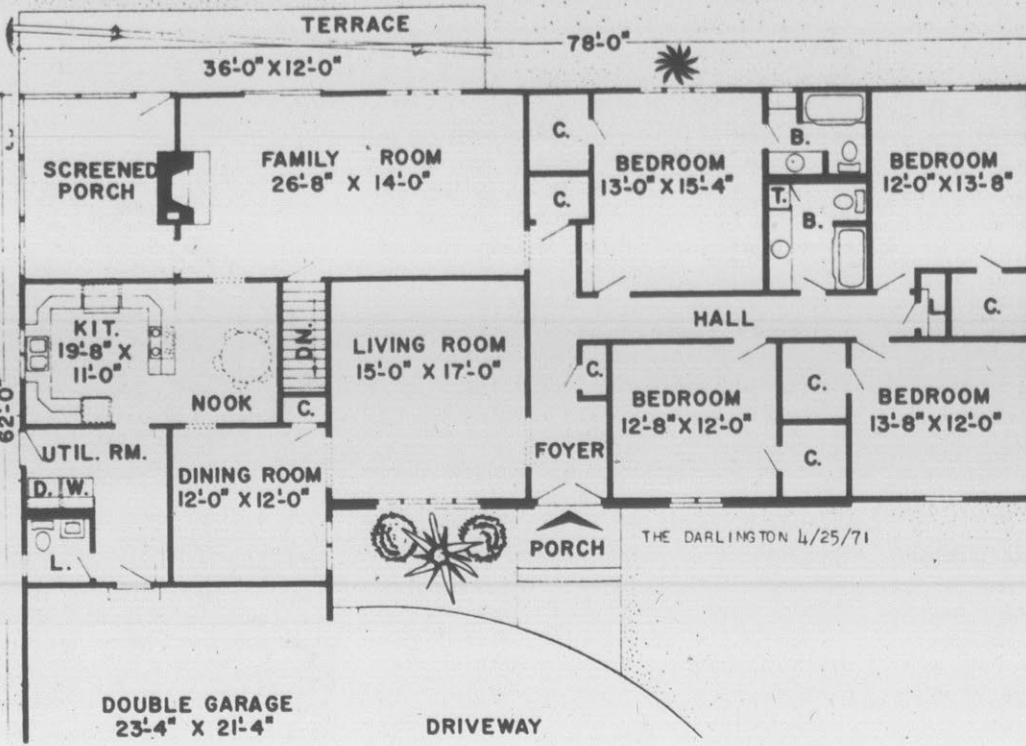 TERRACE
36'-0" X 12'-0"
78'-0"
SCREENED
PORCH
FAMILY ROOM
26'-8" X 14'-0"
C.
C.
BEDROOM
13'-0" X 15'-4"
B.
T.
B.
BEDROOM
12'-0" X 13'-8"
KIT.
19'-8" X
11'-0"
NOOK
DN.
C.
LIVING ROOM
15'-0" X 17'-0"
HALL
L.
C.
C.
BEDROOM
12'-8" X 12'-0"
C.
C.
BEDROOM
13'-8" X 12'-0"
62'-0"
UTIL. RM.
D. W.
L.
DINING ROOM
12'-0" X 12'-0"
FOYER
PORCH
THE DARLINGTON 4/25/71
DOUBLE GARAGE
23'-4" X 21'-4"
DRIVEWAY